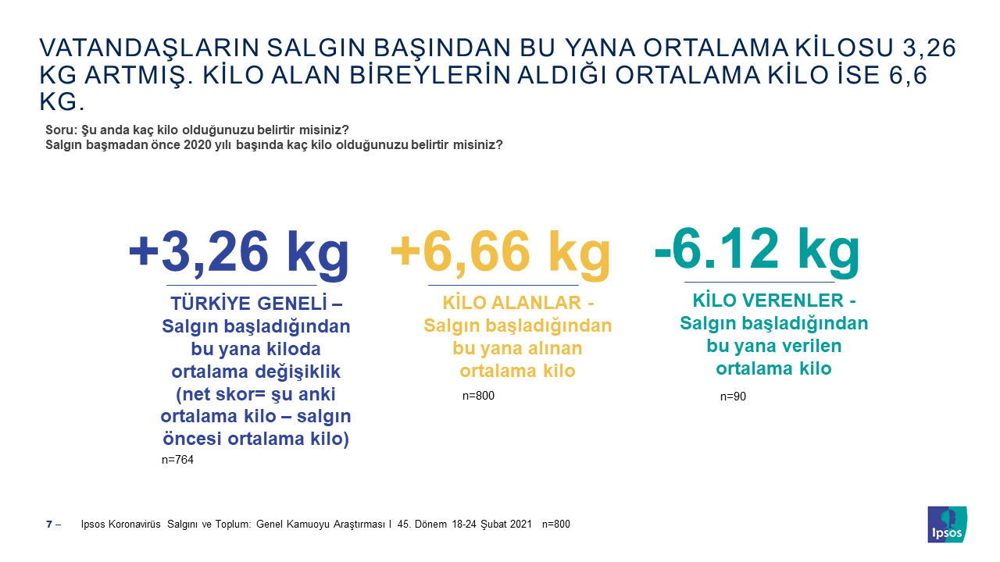 VATANDAŞLARIN SALGIN BAŞINDAN BU YANA ORTALAMA KİLOSU 3,26
KG ARTMIŞ. KİLO ALAN BİREYLERİN ALDIĞI ORTALAMA KİLO İSE 6,6
KG.
Soru: Şu anda kaç kilo olduğunuzu belirtir misiniz?
Salgın başmadan önce 2020 yılı başında kaç kilo olduğunuzu belirtir misiniz?
+3,26 kg
TÜRKİYE GENELİ –
Salgın başladığından
bu yana kiloda
ortalama değişiklik
(net skor= şu anki
ortalama kilo – salgın
öncesi ortalama kilo)
n=764
+6,66 kg
KİLO ALANLAR -
Salgın başladığından
bu yana alınan
ortalama kilo
n=800
-6.12 kg
KİLO VERENLER -
Salgın başladığından
bu yana verilen
ortalama kilo
n=90
7 – Ipsos Koronavirüs Salgını ve Toplum: Genel Kamuoyu Araştırması I 45. Dönem 18-24 Şubat 2021 n=800
Ipsos